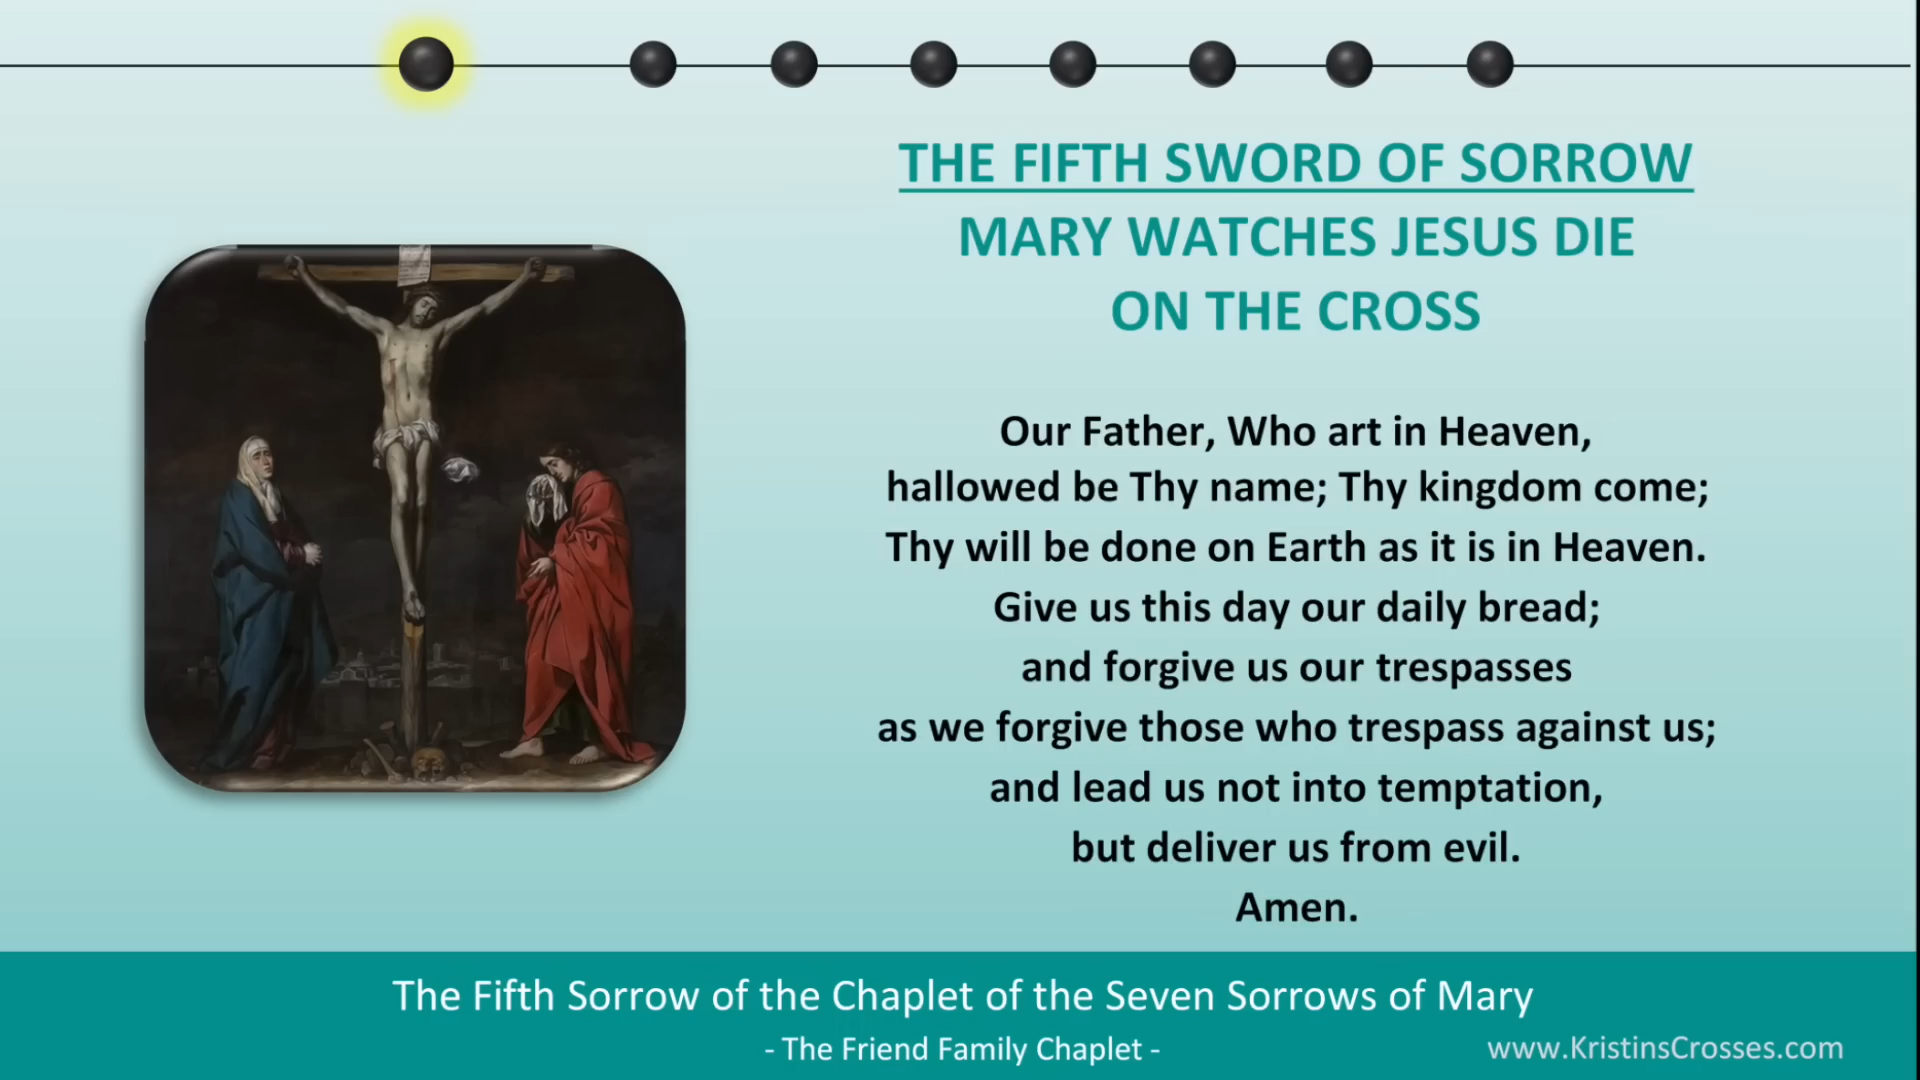 THE FIFTH SWORD OF SORROW
MARY WATCHES JESUS DIE
ON THE CROSS
Our Father, Who art in Heaven,
hallowed be Thy name; Thy kingdom come;
Thy will be done on Earth as it is in Heaven.
Give us this day our daily bread;
and forgive us our trespasses
as we forgive those who trespass against us;
and lead us not into temptation,
but deliver us from evil.
Amen.
The Fifth Sorrow of the Chaplet of the Seven Sorrows of Mary
- The Friend Family Chaplet -
www.KristinsCrosses.com